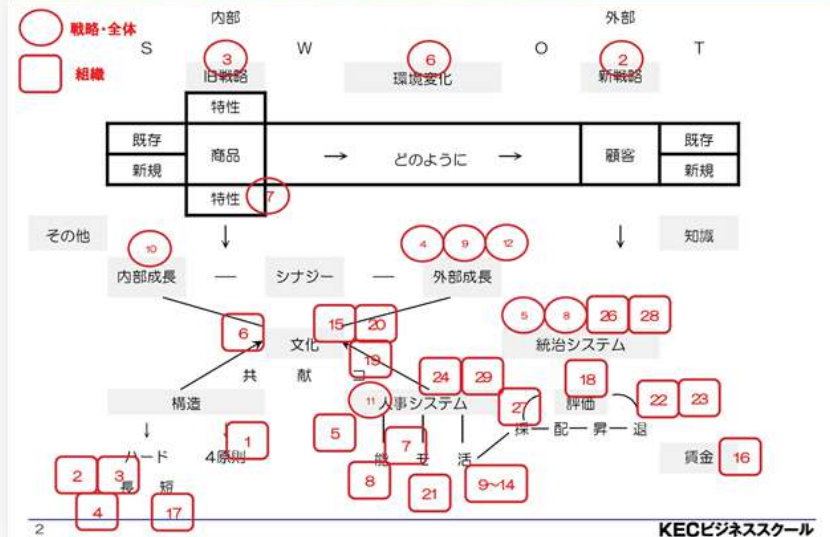 内部 外部
戦略・全体
S W O T
3 6 2
組織
旧戦略 環境変化 新戦略
特性
既存 商品 → どのように → 顧客 既存
新規 新規
特性 7
その他 ↓ ↓ 知識
10 4 9 12
内部成長 — シナジー — 外部成長
5 8 26 28
6 15 20
文化 統治システム
19
共 献 コ
24 29 18
構造 11 人事システム 27 評価 22 23
↓ ↓ 1 5 7 採—配—昇—退
ハード 4原則 能 モ 活 賃金 16
2 3 8 21 9~14
長 短
4 17
2 KECビジネススクール